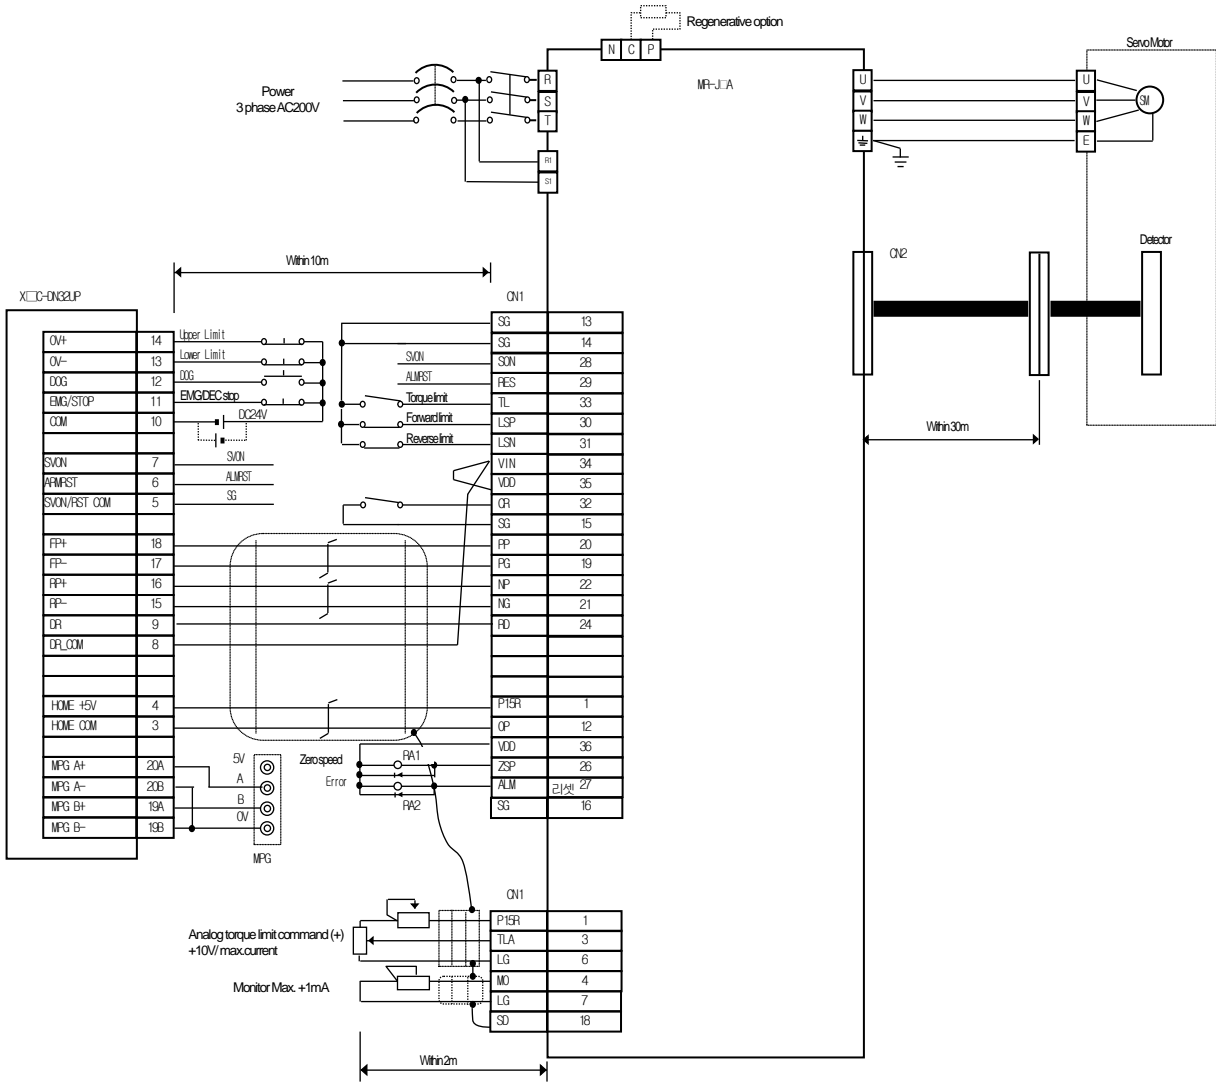 Regenerative option
N C P
Servo Motor
Power
3 phase AC200V
R
S
T
R1
S1
MR-J□A
U
V
W
U
V
W
E
SM
CN2
Detector
Within 30m
Within 10m
X□C-DN32UP
CN1
OV+ 14 Upper Limit
OV- 13 Lower Limit
DOG 12 DOG
EMG/STOP 11 EMG/DEC stop
COM 10 DC24V
SVON 7 SVON
ARMRST 6 ALMRST
SVON/RST COM 5 SG
FP+ 18
FP- 17
RP+ 16
RP- 15
DR 9
DR_COM 8
HOME +5V 4
HOME COM 3
MPG A+ 20A
MPG A- 20B
MPG B+ 19A
MPG B- 19B
5V
A
B
0V
MPG
SG 13
SG 14
SVON SON 28
ALMRST RES 29
Torque limit TL 33
Forward limit LSP 30
Reverse limit LSN 31
VIN 34
VDD 35
CR 32
SG 15
PP 20
PG 19
NP 22
NG 21
RD 24
P15R 1
OP 12
VDD 36
Zero speed RA1 ZSP 26
Error ALM 리셋 27
RA2 SG 16
CN1
P15R 1
TLA 3
LG 6
MO 4
LG 7
SD 18
Analog torque limit command (+)
+10V/ max.current
Monitor Max. +1mA
Within 2m